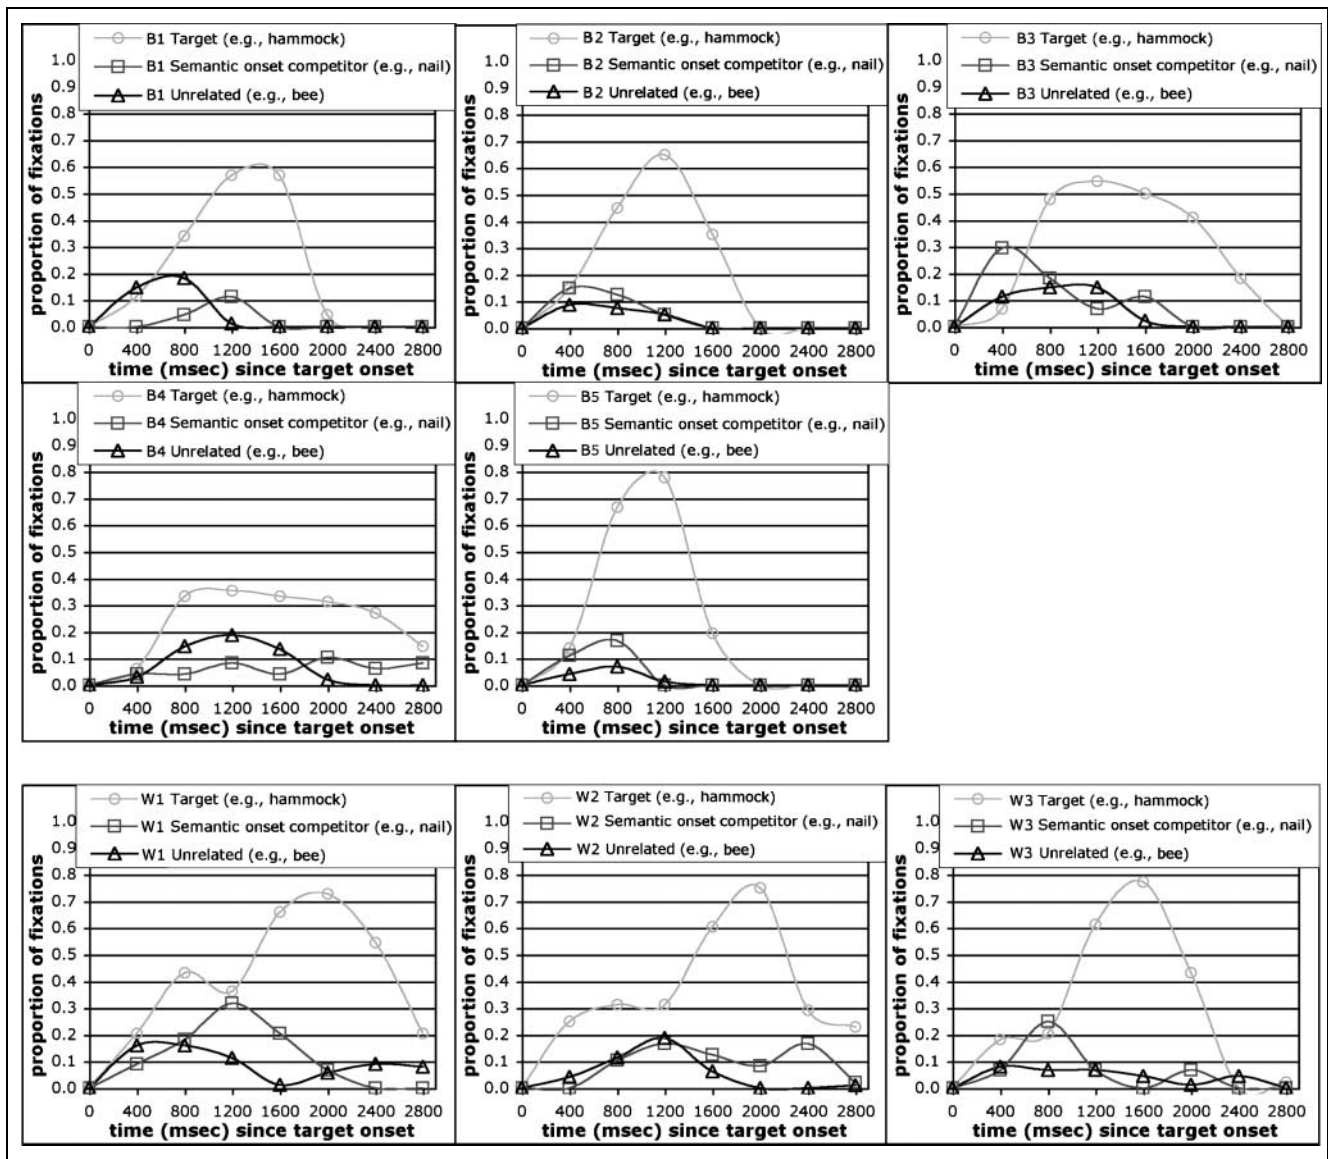 B1 Target (e.g., hammock)
B1 Semantic onset competitor (e.g., nail)
B1 Unrelated (e.g., bee)
1.0
0.9
0.8
0.7
0.6
0.5
0.4
0.3
0.2
0.1
0.0
proportion of fixations
0 400 800 1200 1600 2000 2400 2800
time (msec) since target onset
B2 Target (e.g., hammock)
B2 Semantic onset competitor (e.g., nail)
B2 Unrelated (e.g., bee)
1.0
0.9
0.8
0.7
0.6
0.5
0.4
0.3
0.2
0.1
0.0
proportion of fixations
0 400 800 1200 1600 2000 2400 2800
time (msec) since target onset
B3 Target (e.g., hammock)
B3 Semantic onset competitor (e.g., nail)
B3 Unrelated (e.g., bee)
1.0
0.9
0.8
0.7
0.6
0.5
0.4
0.3
0.2
0.1
0.0
proportion of fixations
0 400 800 1200 1600 2000 2400 2800
time (msec) since target onset
B4 Target (e.g., hammock)
B4 Semantic onset competitor (e.g., nail)
B4 Unrelated (e.g., bee)
1.0
0.9
0.8
0.7
0.6
0.5
0.4
0.3
0.2
0.1
0.0
proportion of fixations
0 400 800 1200 1600 2000 2400 2800
time (msec) since target onset
B5 Target (e.g., hammock)
B5 Semantic onset competitor (e.g., nail)
B5 Unrelated (e.g., bee)
1.0
0.9
0.8
0.7
0.6
0.5
0.4
0.3
0.2
0.1
0.0
proportion of fixations
0 400 800 1200 1600 2000 2400 2800
time (msec) since target onset
W1 Target (e.g., hammock)
W1 Semantic onset competitor (e.g., nail)
W1 Unrelated (e.g., bee)
1.0
0.9
0.8
0.7
0.6
0.5
0.4
0.3
0.2
0.1
0.0
proportion of fixations
0 400 800 1200 1600 2000 2400 2800
time (msec) since target onset
W2 Target (e.g., hammock)
W2 Semantic onset competitor (e.g., nail)
W2 Unrelated (e.g., bee)
1.0
0.9
0.8
0.7
0.6
0.5
0.4
0.3
0.2
0.1
0.0
proportion of fixations
0 400 800 1200 1600 2000 2400 2800
time (msec) since target onset
W3 Target (e.g., hammock)
W3 Semantic onset competitor (e.g., nail)
W3 Unrelated (e.g., bee)
1.0
0.9
0.8
0.7
0.6
0.5
0.4
0.3
0.2
0.1
0.0
proportion of fixations
0 400 800 1200 1600 2000 2400 2800
time (msec) since target onset